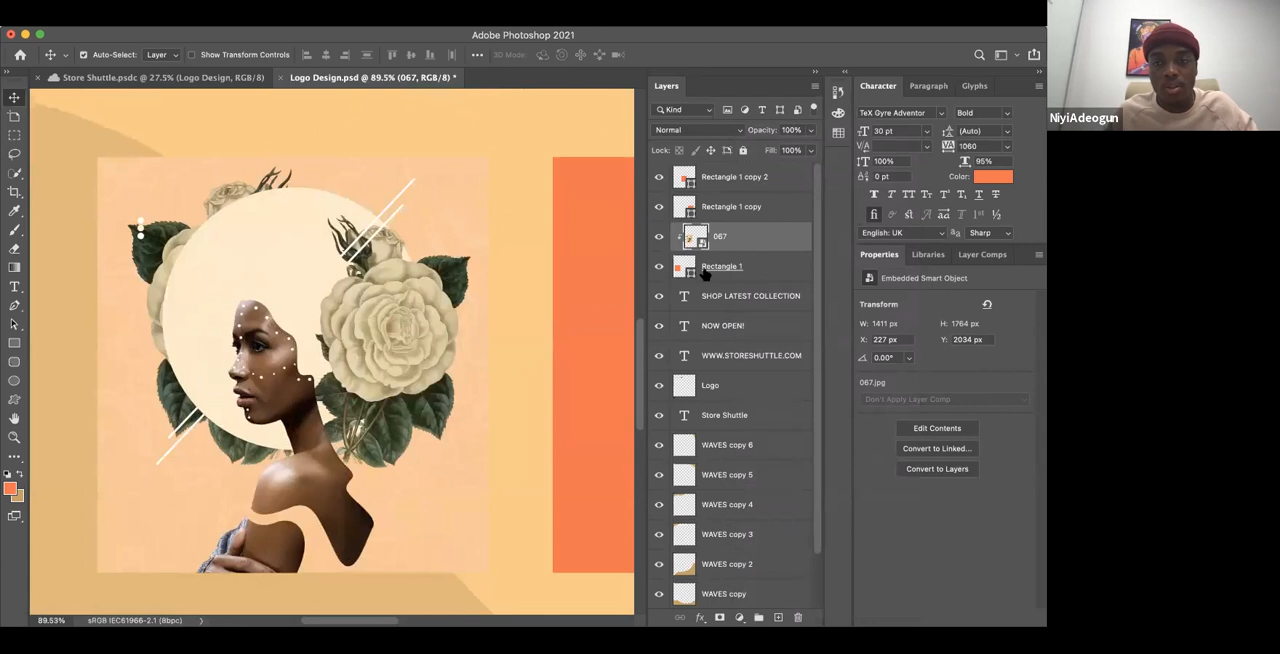 Adobe Photoshop 2021
Auto-Select: Layer Show Transform Controls 3D Mode:
Store Shuttle.psdc @ 27.5% (Logo Design, RGB/8) Logo Design.psd @ 89.5% (067, RGB/8) *
Layers
Kind
Normal Opacity: 100%
Lock: Fill: 100%
Rectangle 1 copy 2
Rectangle 1 copy
067
Rectangle 1
SHOP LATEST COLLECTION
NOW OPEN!
WWW.STORESHUTTLE.COM
Logo
Store Shuttle
WAVES copy 6
WAVES copy 5
WAVES copy 4
WAVES copy 3
WAVES copy 2
WAVES copy
Character Paragraph Glyphs
TeX Gyre Adventor Bold
30 pt (Auto)
1060
100% 95%
0 pt Color:
English: UK Sharp
Properties Libraries Layer Comps
Embedded Smart Object
Transform
W: 1411 px H: 1764 px
X: 227 px Y: 2034 px
0.00°
067.jpg
Don't Apply Layer Comp
Edit Contents
Convert to Linked...
Convert to Layers
89.53% sRGB IEC61966-2.1 (8bpc)
NiyiAdeogun